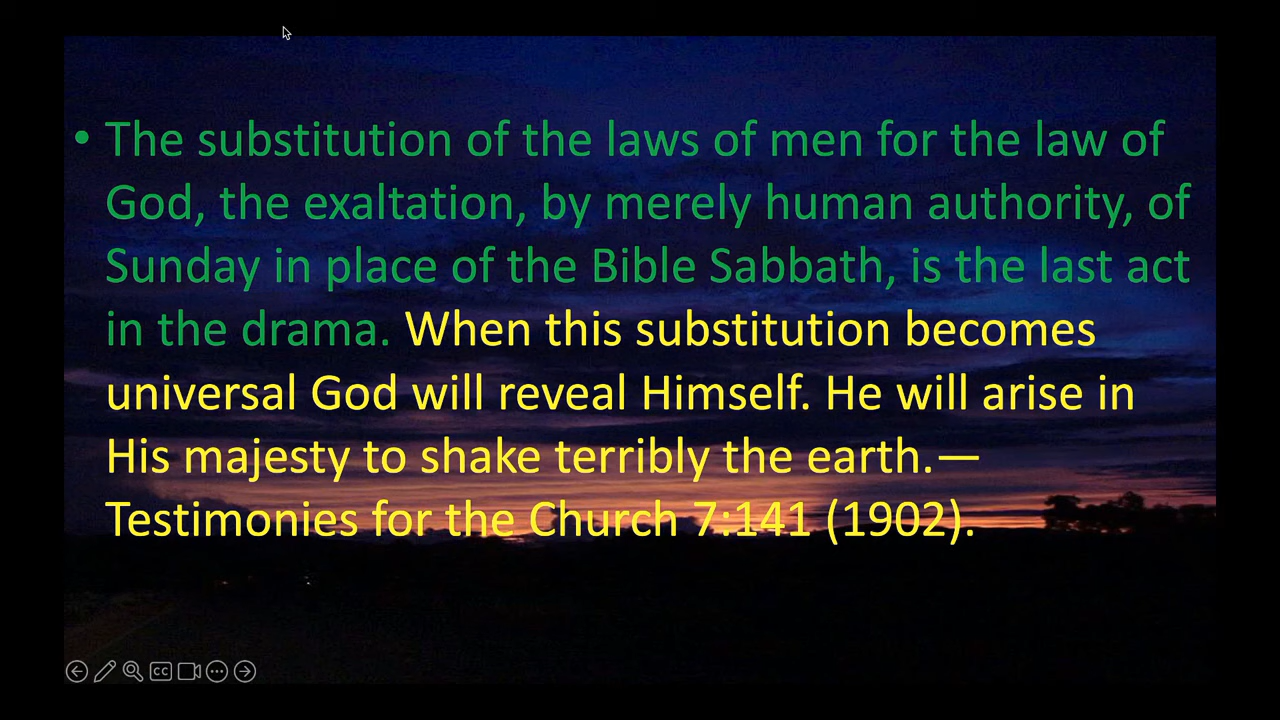 • The substitution of the laws of men for the law of
God, the exaltation, by merely human authority, of
Sunday in place of the Bible Sabbath, is the last act
in the drama. When this substitution becomes
universal God will reveal Himself. He will arise in
His majesty to shake terribly the earth.—
Testimonies for the Church 7:141 (1902).
CC